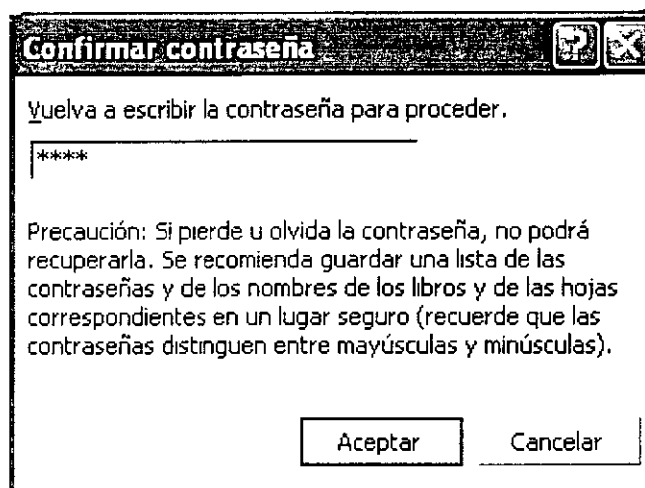 Confirmar contraseña
Vuelva a escribir la contraseña para proceder.
****
Precaución: Si pierde u olvida la contraseña, no podrá
recuperarla. Se recomienda guardar una lista de las
contraseñas y de los nombres de los libros y de las hojas
correspondientes en un lugar seguro (recuerde que las
contraseñas distinguen entre mayúsculas y minúsculas).
Aceptar Cancelar